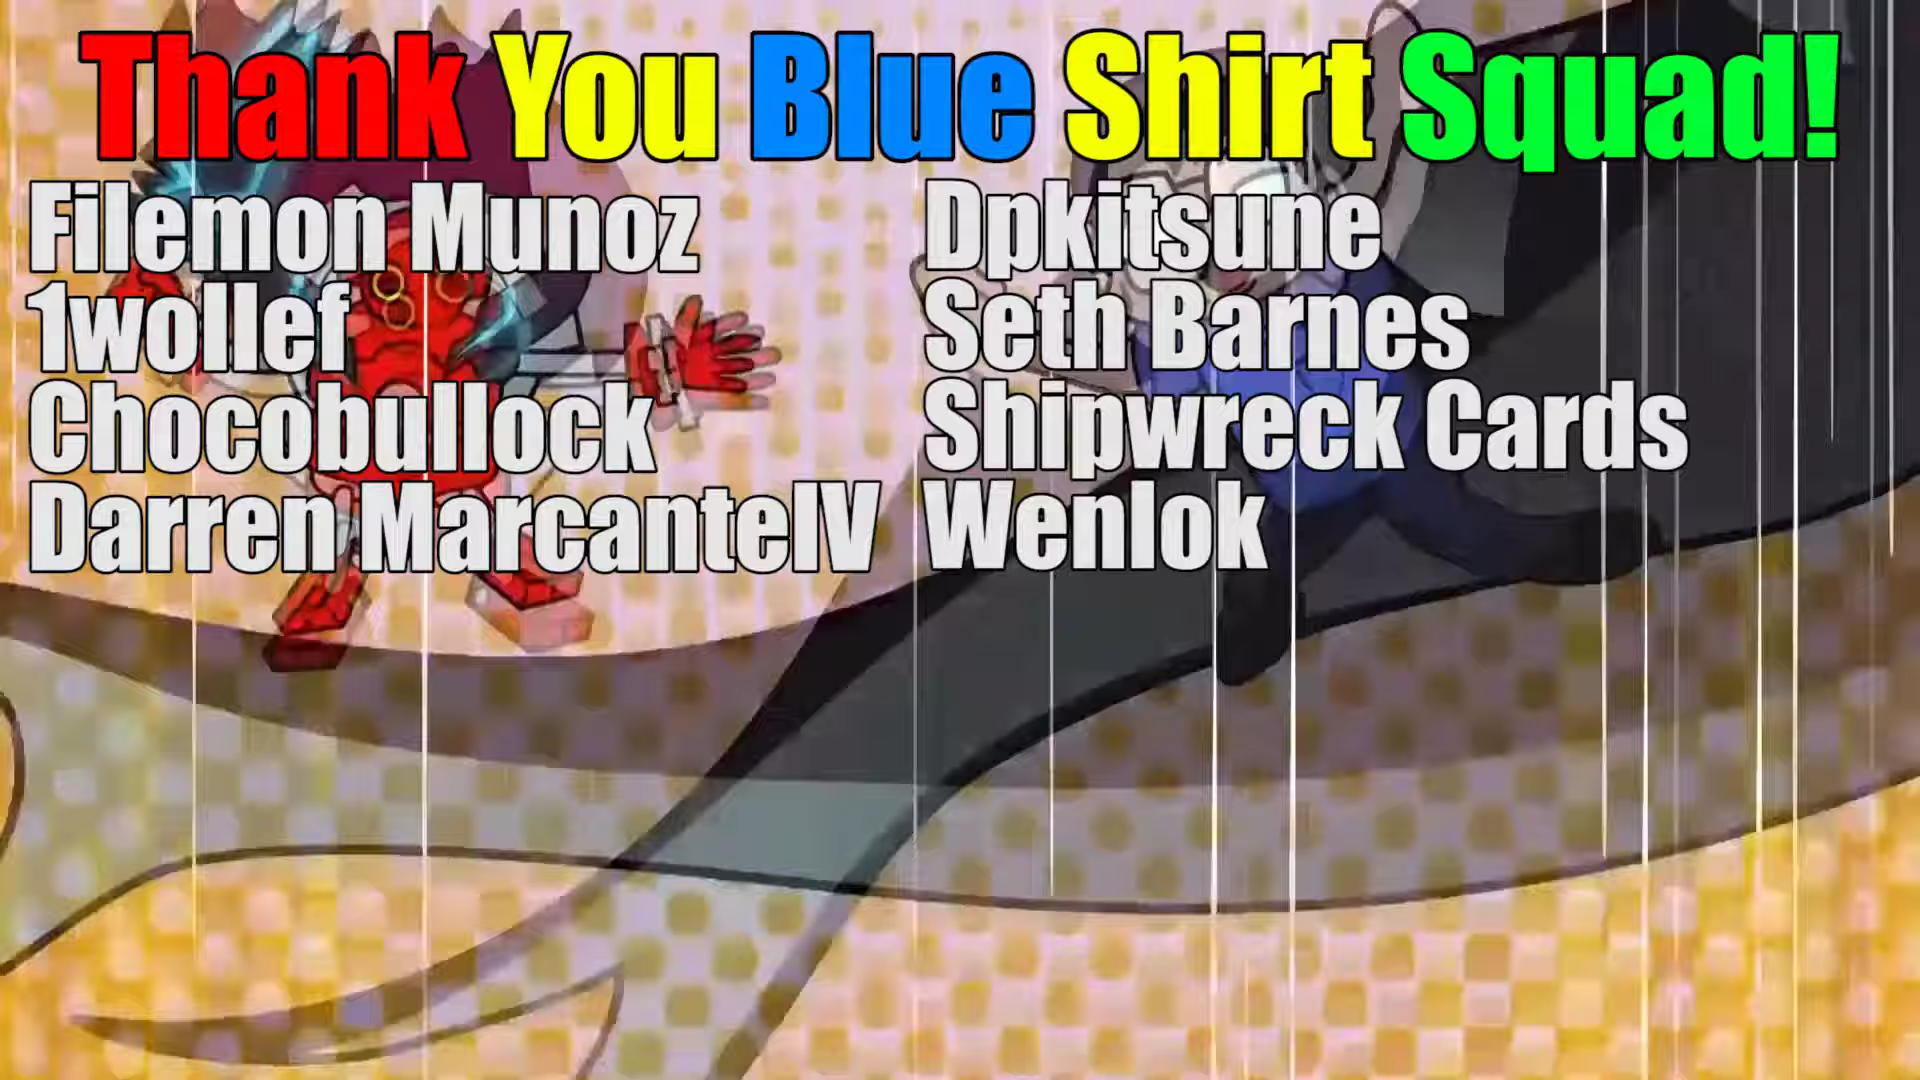 Thank You Blue Shirt Squad!
Filemon Munoz
1wollef
Chocobullock
Darren MarcanteIV
Dpkitsune
Seth Barnes
Shipwreck Cards
Wenlok